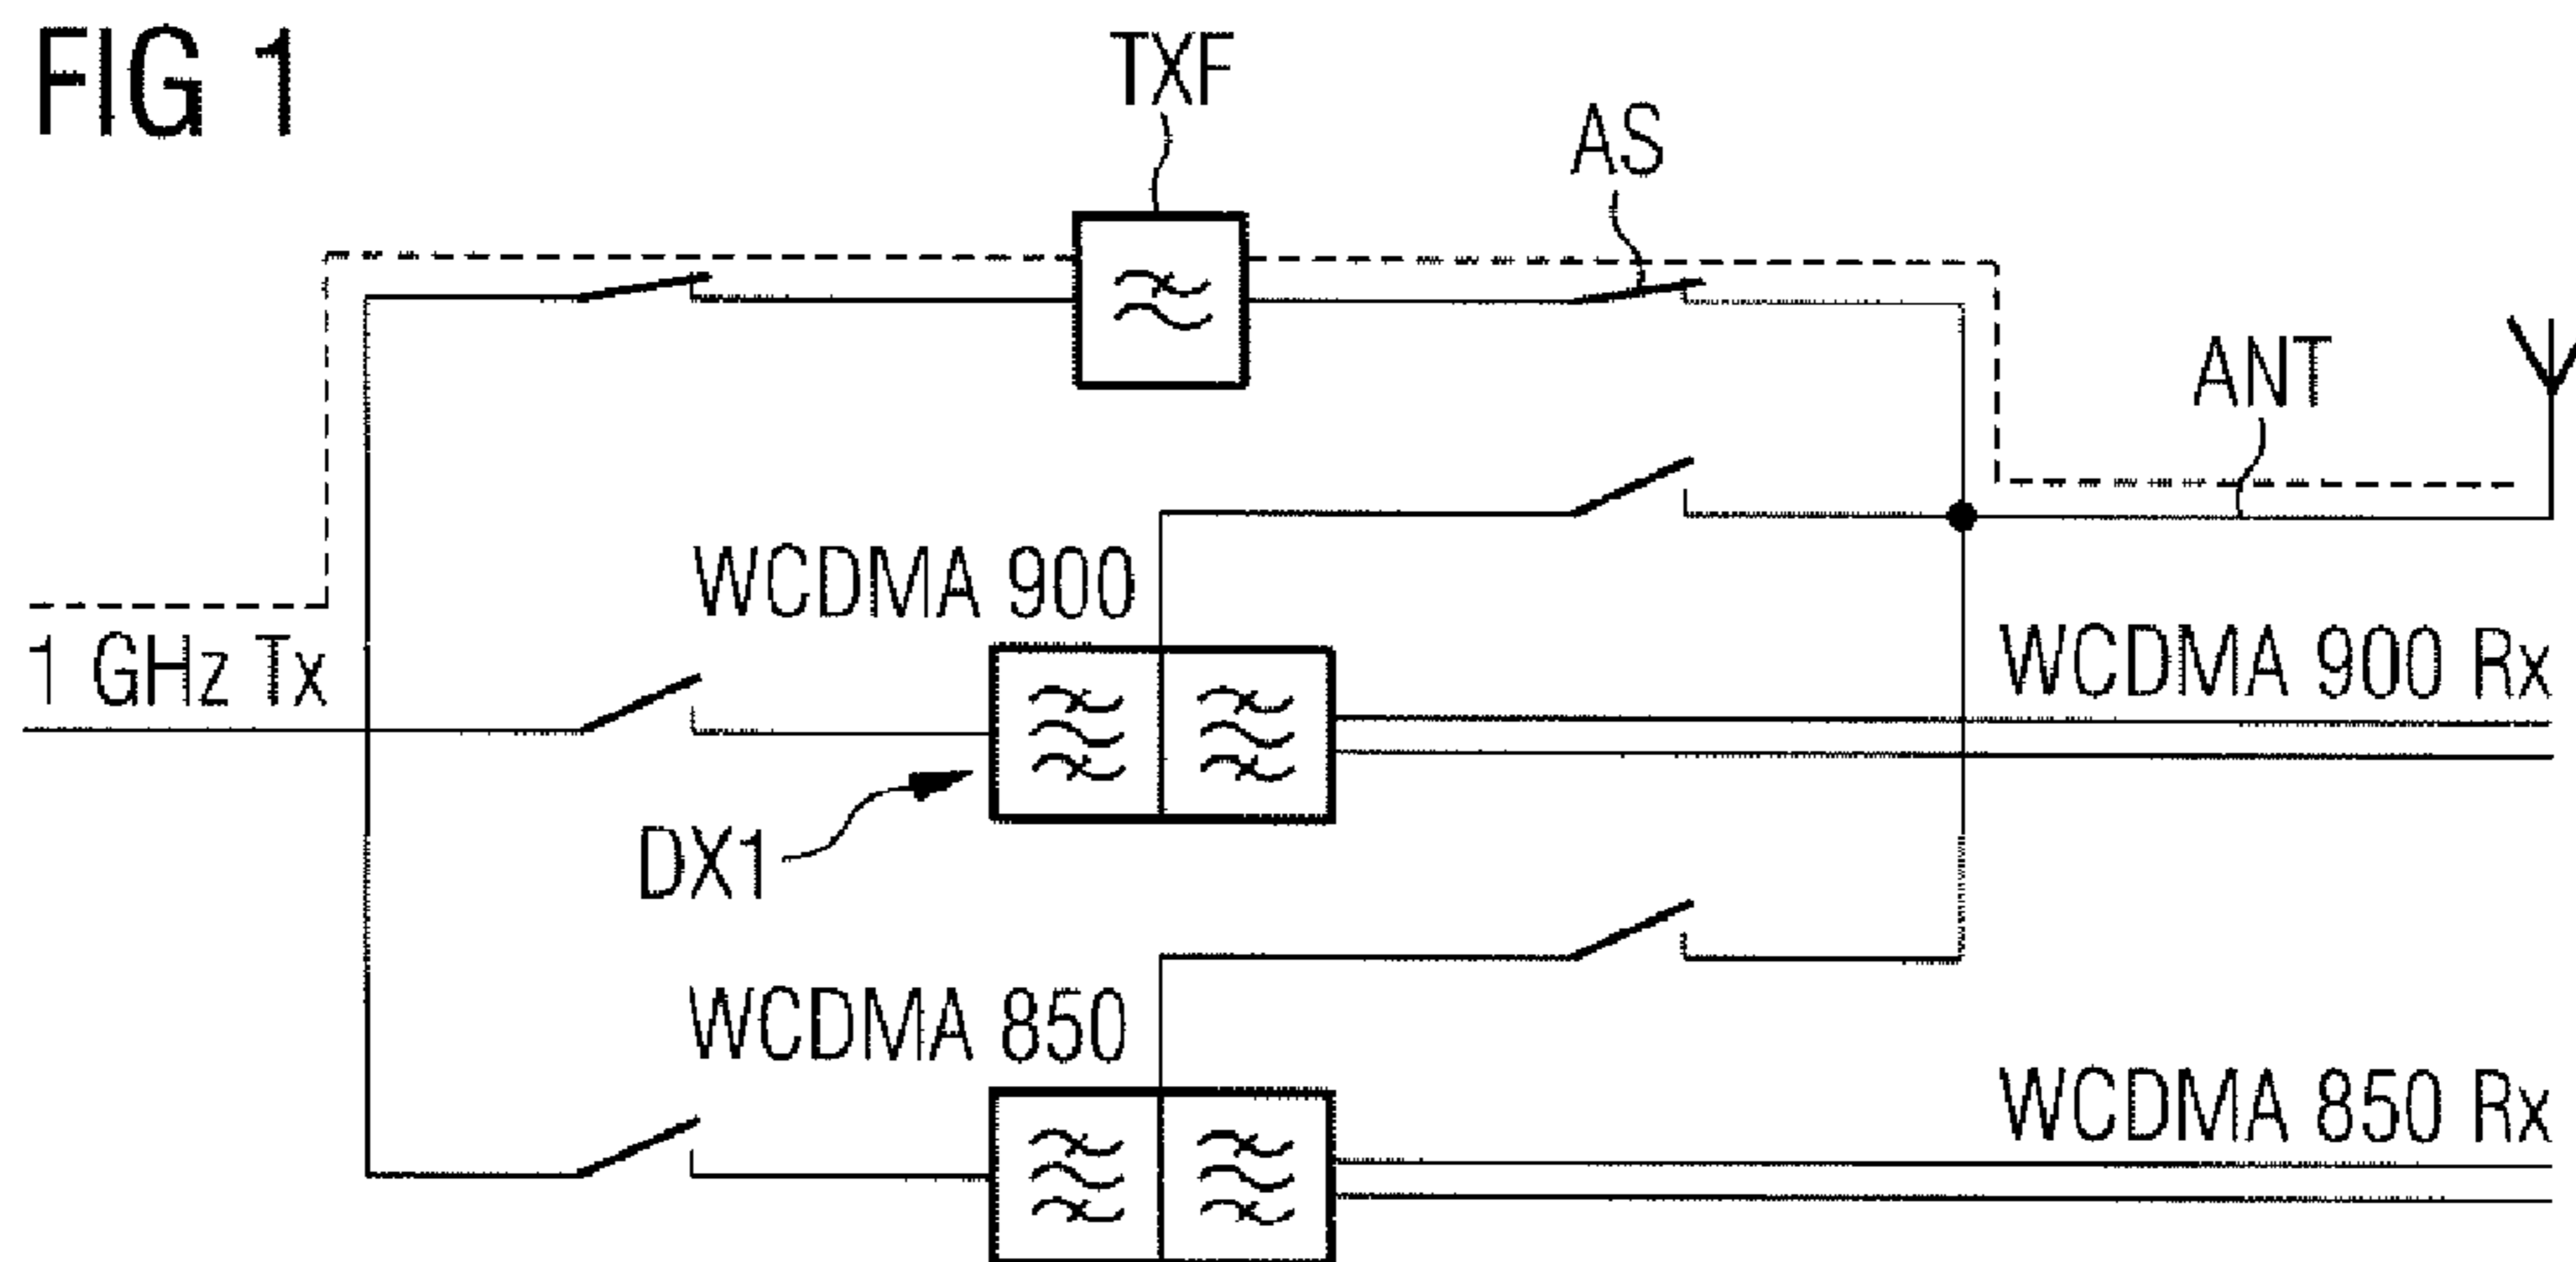 FIG 1
TXF
AS
ANT
WCDMA 900
1 GHz Tx
WCDMA 900 Rx
DX1
WCDMA 850
WCDMA 850 Rx